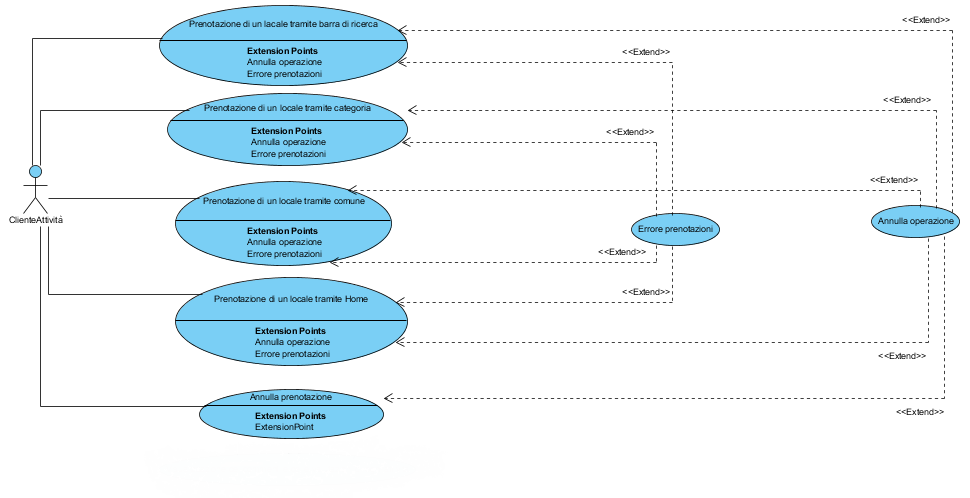 Prenotazione di un lacale tramite barra di ricerca
Extension Points
Annulla operazione
Errore prenotazioni
<<Extend>>
<<Extend>>
Prenotazione di un locale tramite categoria
Extension Points
Annulla operazione
Errore prenotazioni
<<Extend>>
<<Extend>>
ClienteAttività
Prenotazione di un locale tramite comune
Extension Points
Annulla operazione
Errore prenotazioni
<<Extend>>
<<Extend>>
Errore prenotazioni
Annulla operazione
Prenotazione di un locale tramite Home
Extension Points
Annulla operazione
Errore prenotazioni
<<Extend>>
<<Extend>>
Annulla prenotazione
Extension Points
ExtensionPoint
<<Extend>>